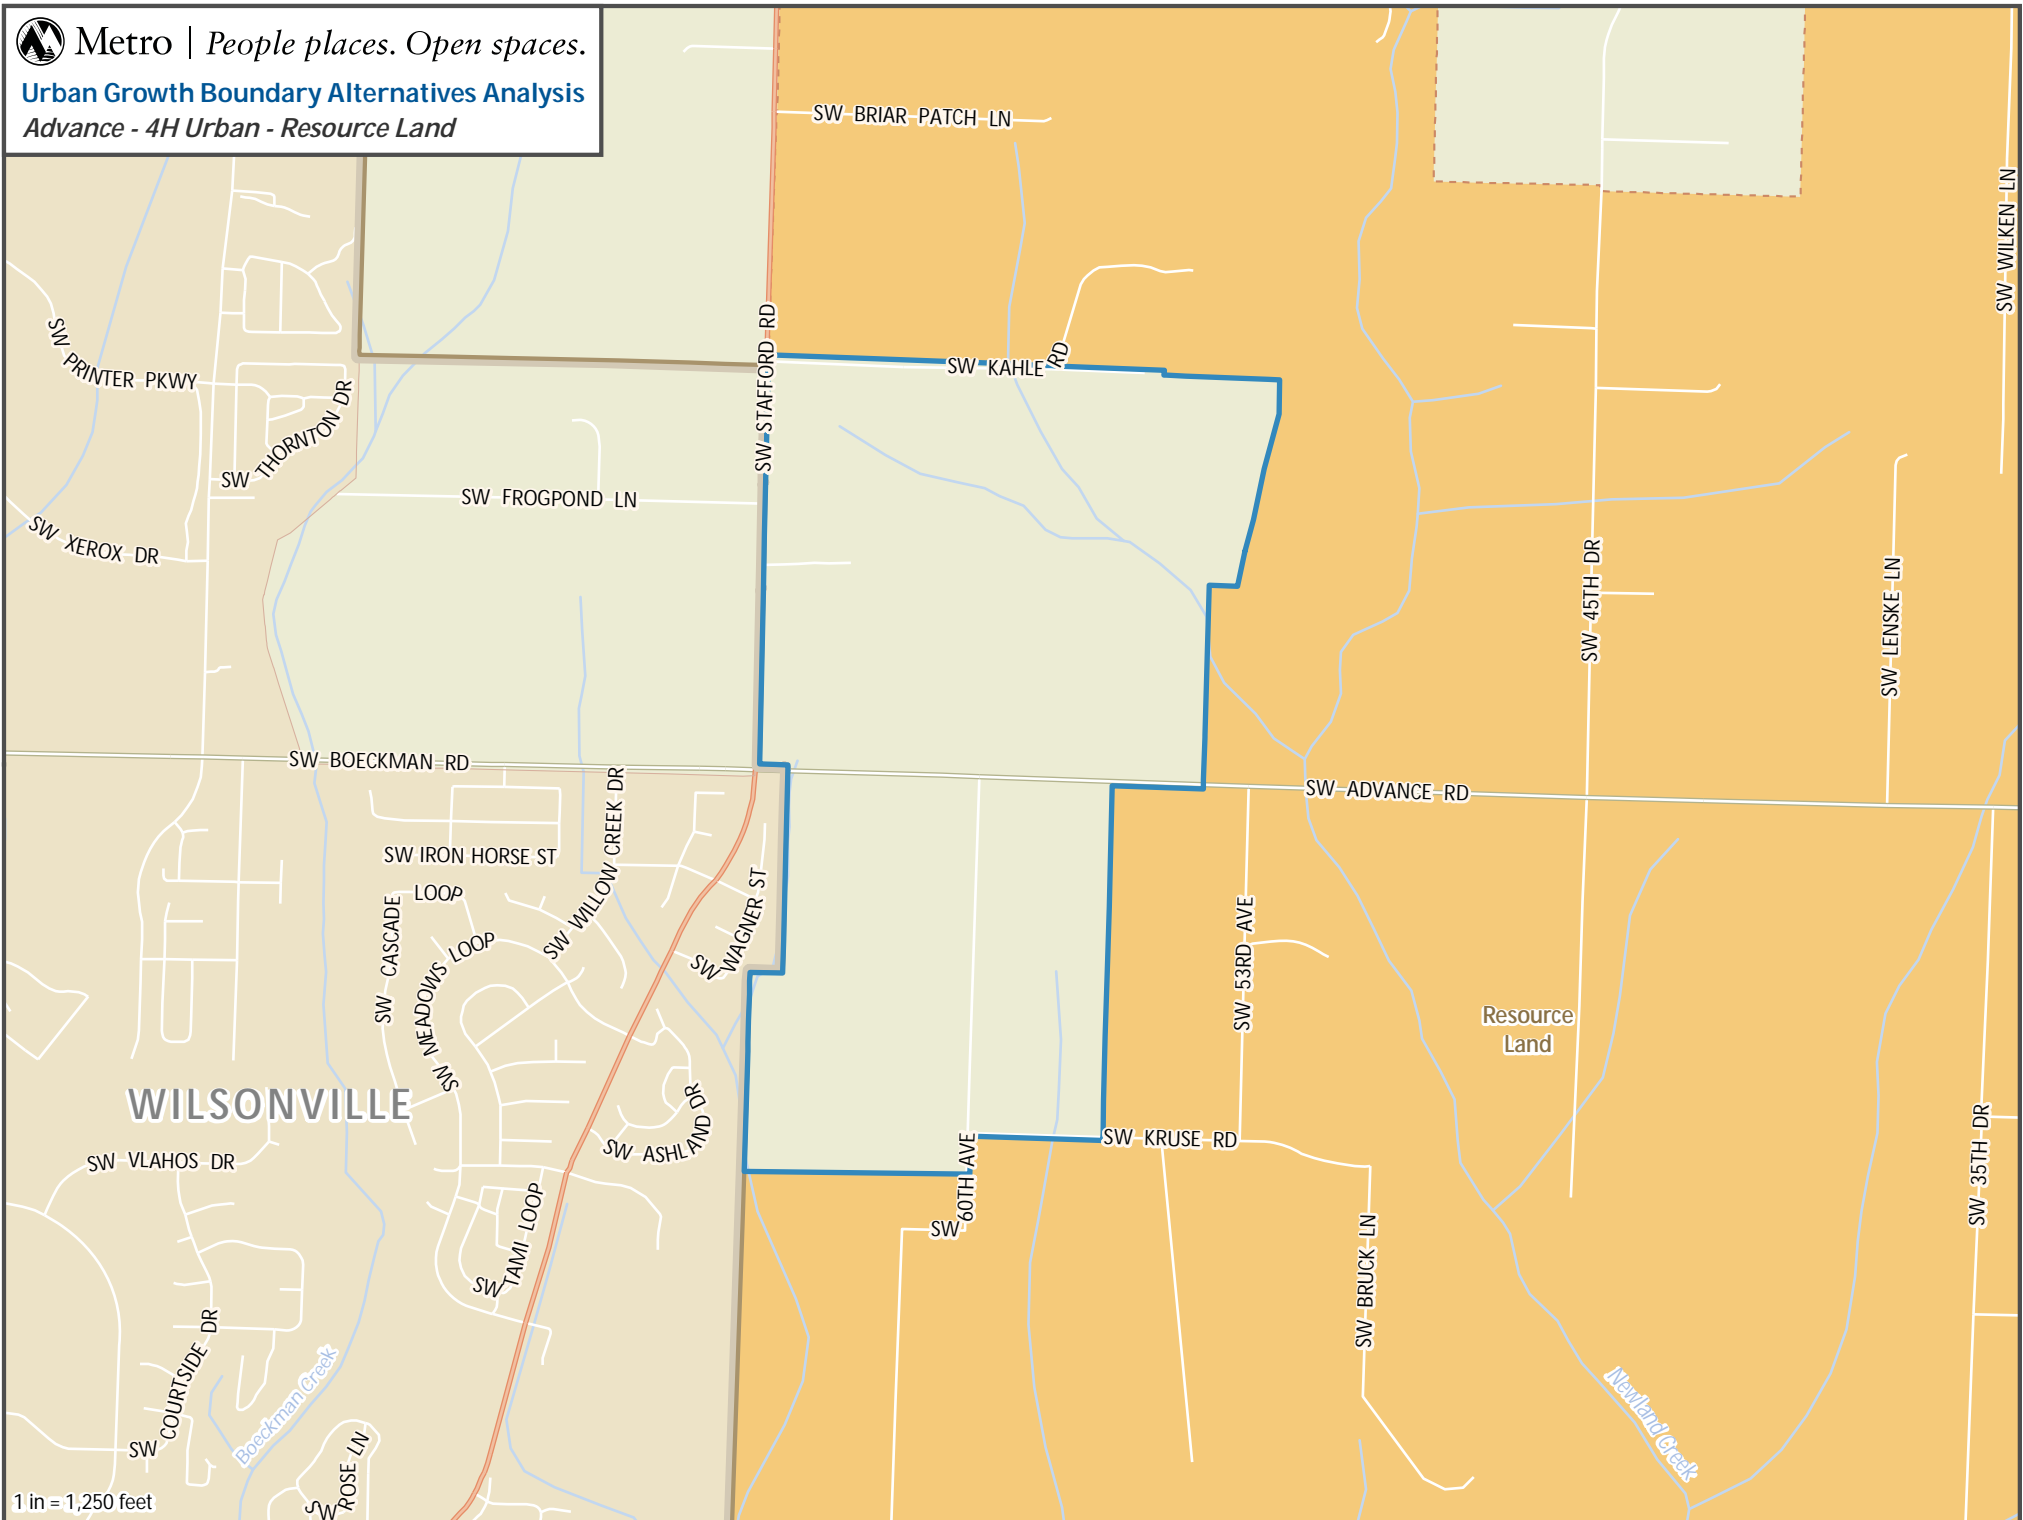 Metro | People places. Open spaces.
Urban Growth Boundary Alternatives Analysis
Advance - 4H Urban - Resource Land
SW BRIAR PATCH LN
SW WILKEN LN
SW STAFFORD RD
SW KAHLE RD
SW PRINTER PKWY
SW THORNTON DR
SW FROGPOND LN
SW XEROX DR
SW 45TH DR
SW LENSKE LN
SW BOECKMAN RD
SW ADVANCE RD
SW WILLOW CREEK DR
SW IRON HORSE ST
SW CASCADE LOOP
SW MEADOWS LOOP
SW WAGNER ST
SW 53RD AVE
Resource
Land
WILSONVILLE
SW ASHLAND DR
SW KRUSE RD
SW 60TH AVE
SW 35TH DR
SW VLAHOS DR
SW TAMI LOOP
SW BRUCK LN
SW COURTSIDE DR
Boeckman Creek
Newland Creek
SW ROSE LN
1 in = 1,250 feet